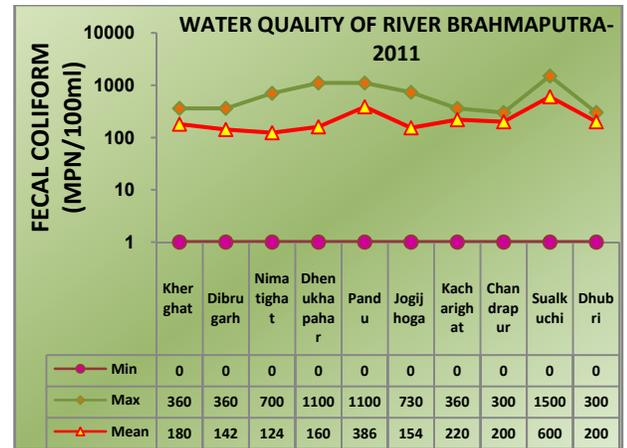 WATER QUALITY OF RIVER BRAHMAPUTRA-
2011
FECAL COLIFORM
(MPN/100ml)
10000
1000
100
10
1
Kher ghat Dibru garh Nima tigha t Dhen ukha paha r Pand u Jogij hoga Kach arigh at Chan drap ur Sualk uchi Dhub ri
Min 0 0 0 0 0 0 0 0 0 0
Max 360 360 700 1100 1100 730 360 300 1500 300
Mean 180 142 124 160 386 154 220 200 600 200